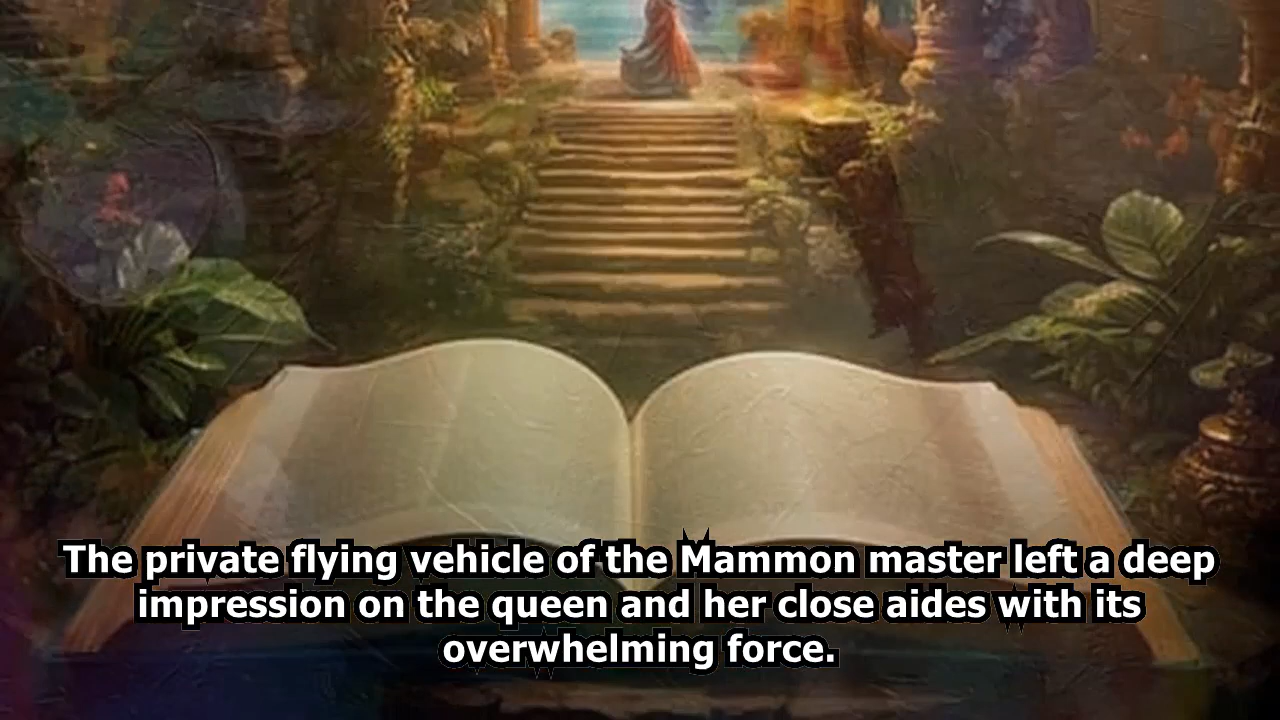 The private flying vehicle of the Mammon master left a deep
impression on the queen and her close aides with its
overwhelming force.